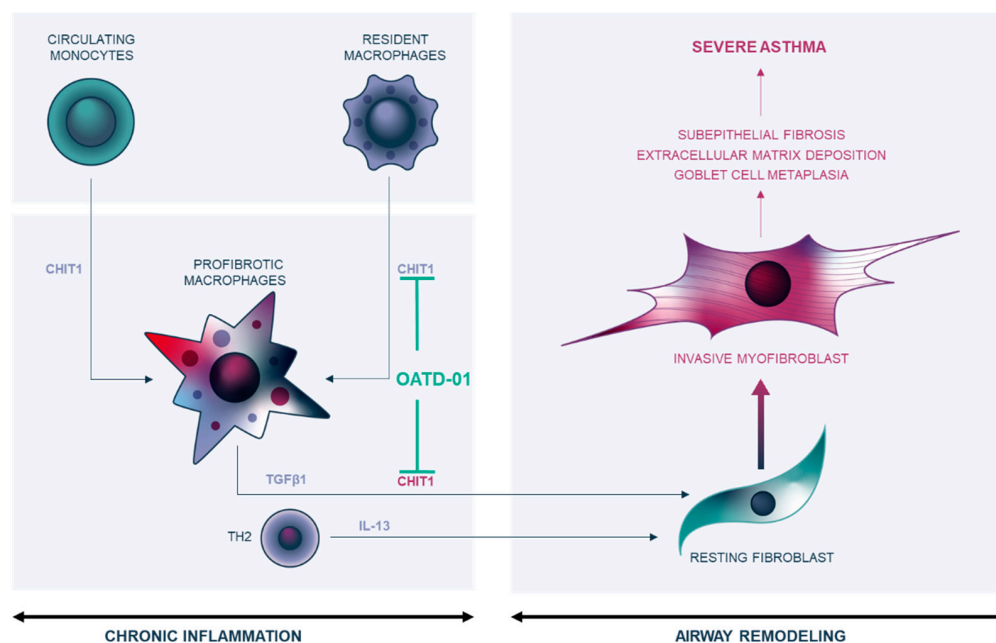 CIRCULATING
MONOCYTES
RESIDENT
MACROPHAGES
CHIT1
PROFIBROTIC
MACROPHAGES
CHIT1
OATD-01
TGFβ1
CHIT1
TH2
IL-13
CHRONIC INFLAMMATION
SEVERE ASTHMA
SUBEPITHELIAL FIBROSIS
EXTRACELLULAR MATRIX DEPOSITION
GOBLET CELL METAPLASIA
INVASIVE MYOFIBROBLAST
RESTING FIBROBLAST
AIRWAY REMODELING